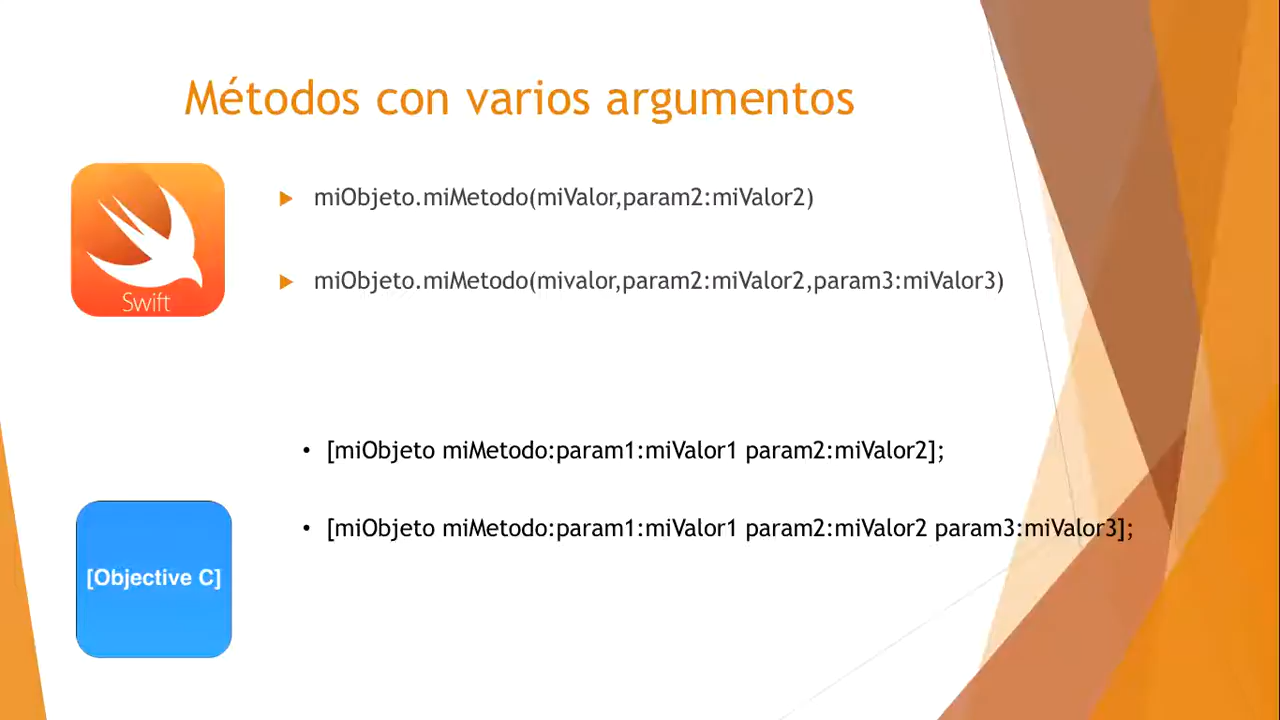 Métodos con varios argumentos
Swift
miObjeto.miMetodo(miValor,param2:miValor2)
miObjeto.miMetodo(mivalor,param2:miValor2,param3:miValor3)
[miObjeto miMetodo:param1:miValor1 param2:miValor2];
[miObjeto miMetodo:param1:miValor1 param2:miValor2 param3:miValor3];
[Objective C]